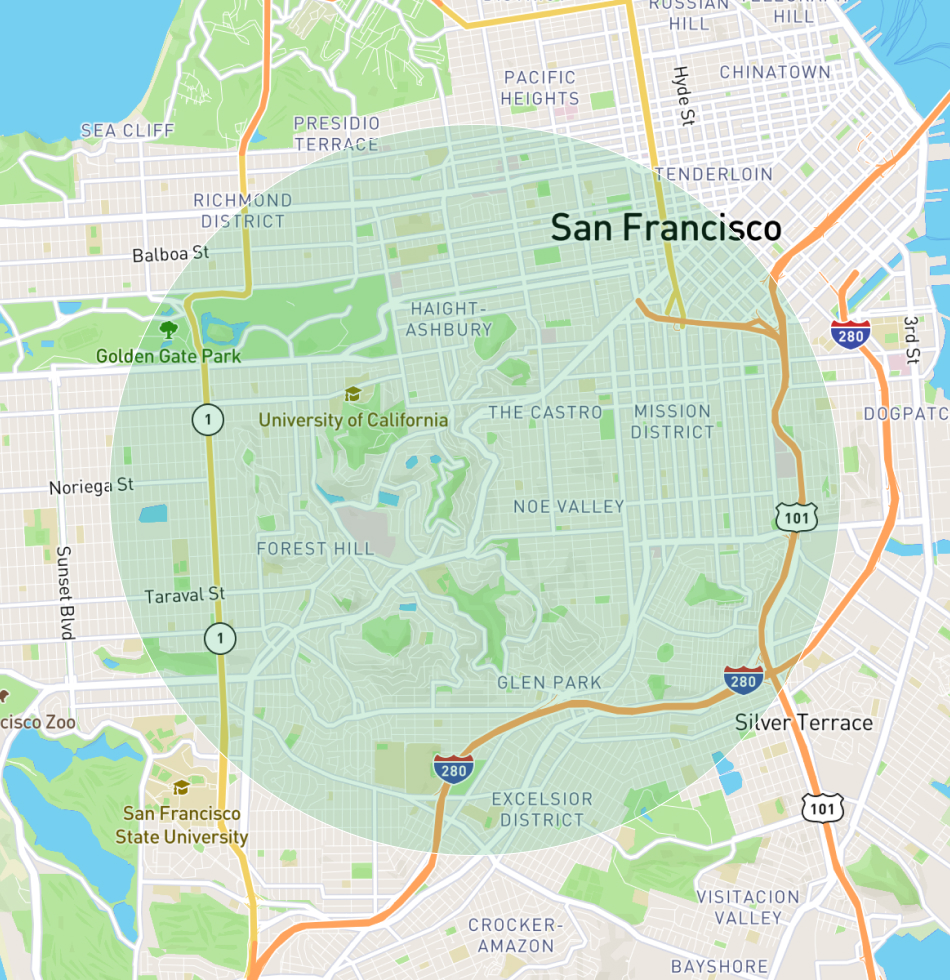 RUSSIAN
HILL
HILL
PACIFIC
HEIGHTS
Hyde St
CHINATOWN
SEA CLIFF
PRESIDIO
TERRACE
TENDERLOIN
RICHMOND
DISTRICT
San Francisco
Balboa St
HAIGHT-
ASHBURY
Golden Gate Park
280
3rd St
University of California
1
THE CASTRO
MISSION
DISTRICT
DOGPATC
Noriega St
NOE VALLEY
101
FOREST HILL
Sunset Blvd
Taraval St
1
GLEN PARK
280
cisco Zoo
Silver Terrace
280
San Francisco
State University
EXCELSIOR
DISTRICT
101
VISITACION
VALLEY
CROCKER-
AMAZON
BAYSHORE